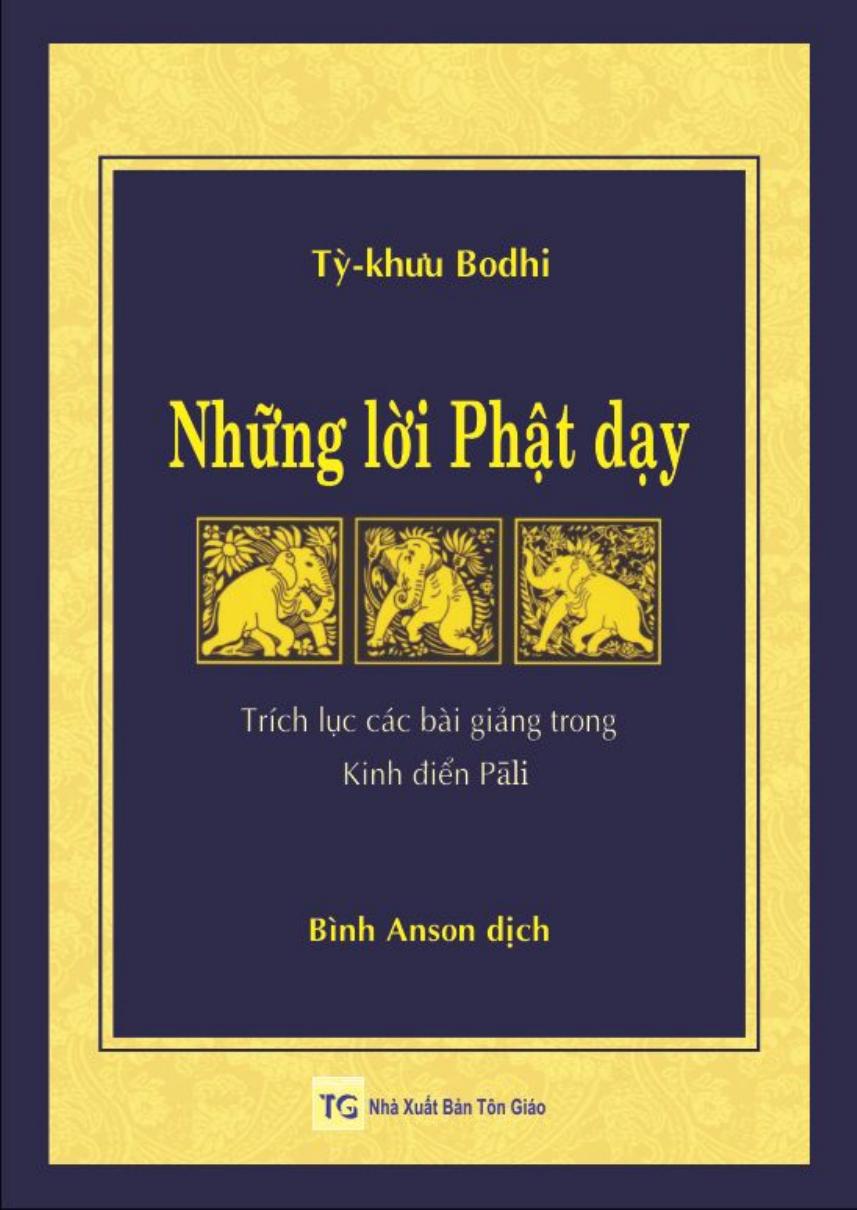 Tỳ-khưu Bodhi
Những lời Phật dạy
Trích lục các bài giảng trong
Kinh điển Pāli
Bình Anson dịch
TG Nhà Xuất Bản Tôn Giáo